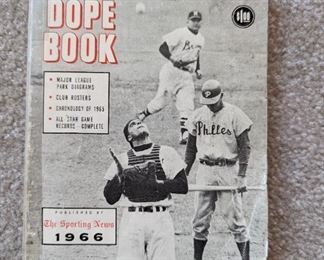 DOPE
BOOK
$1.00
• MAJOR LEAGUE
PARK DIAGRAMS
• CLUB ROSTERS
• CHRONOLOGY OF 1965
• ALL STAR GAME
RECORDS - COMPLETE
Phillies
PUBLISHED BY
The Sporting News
1966